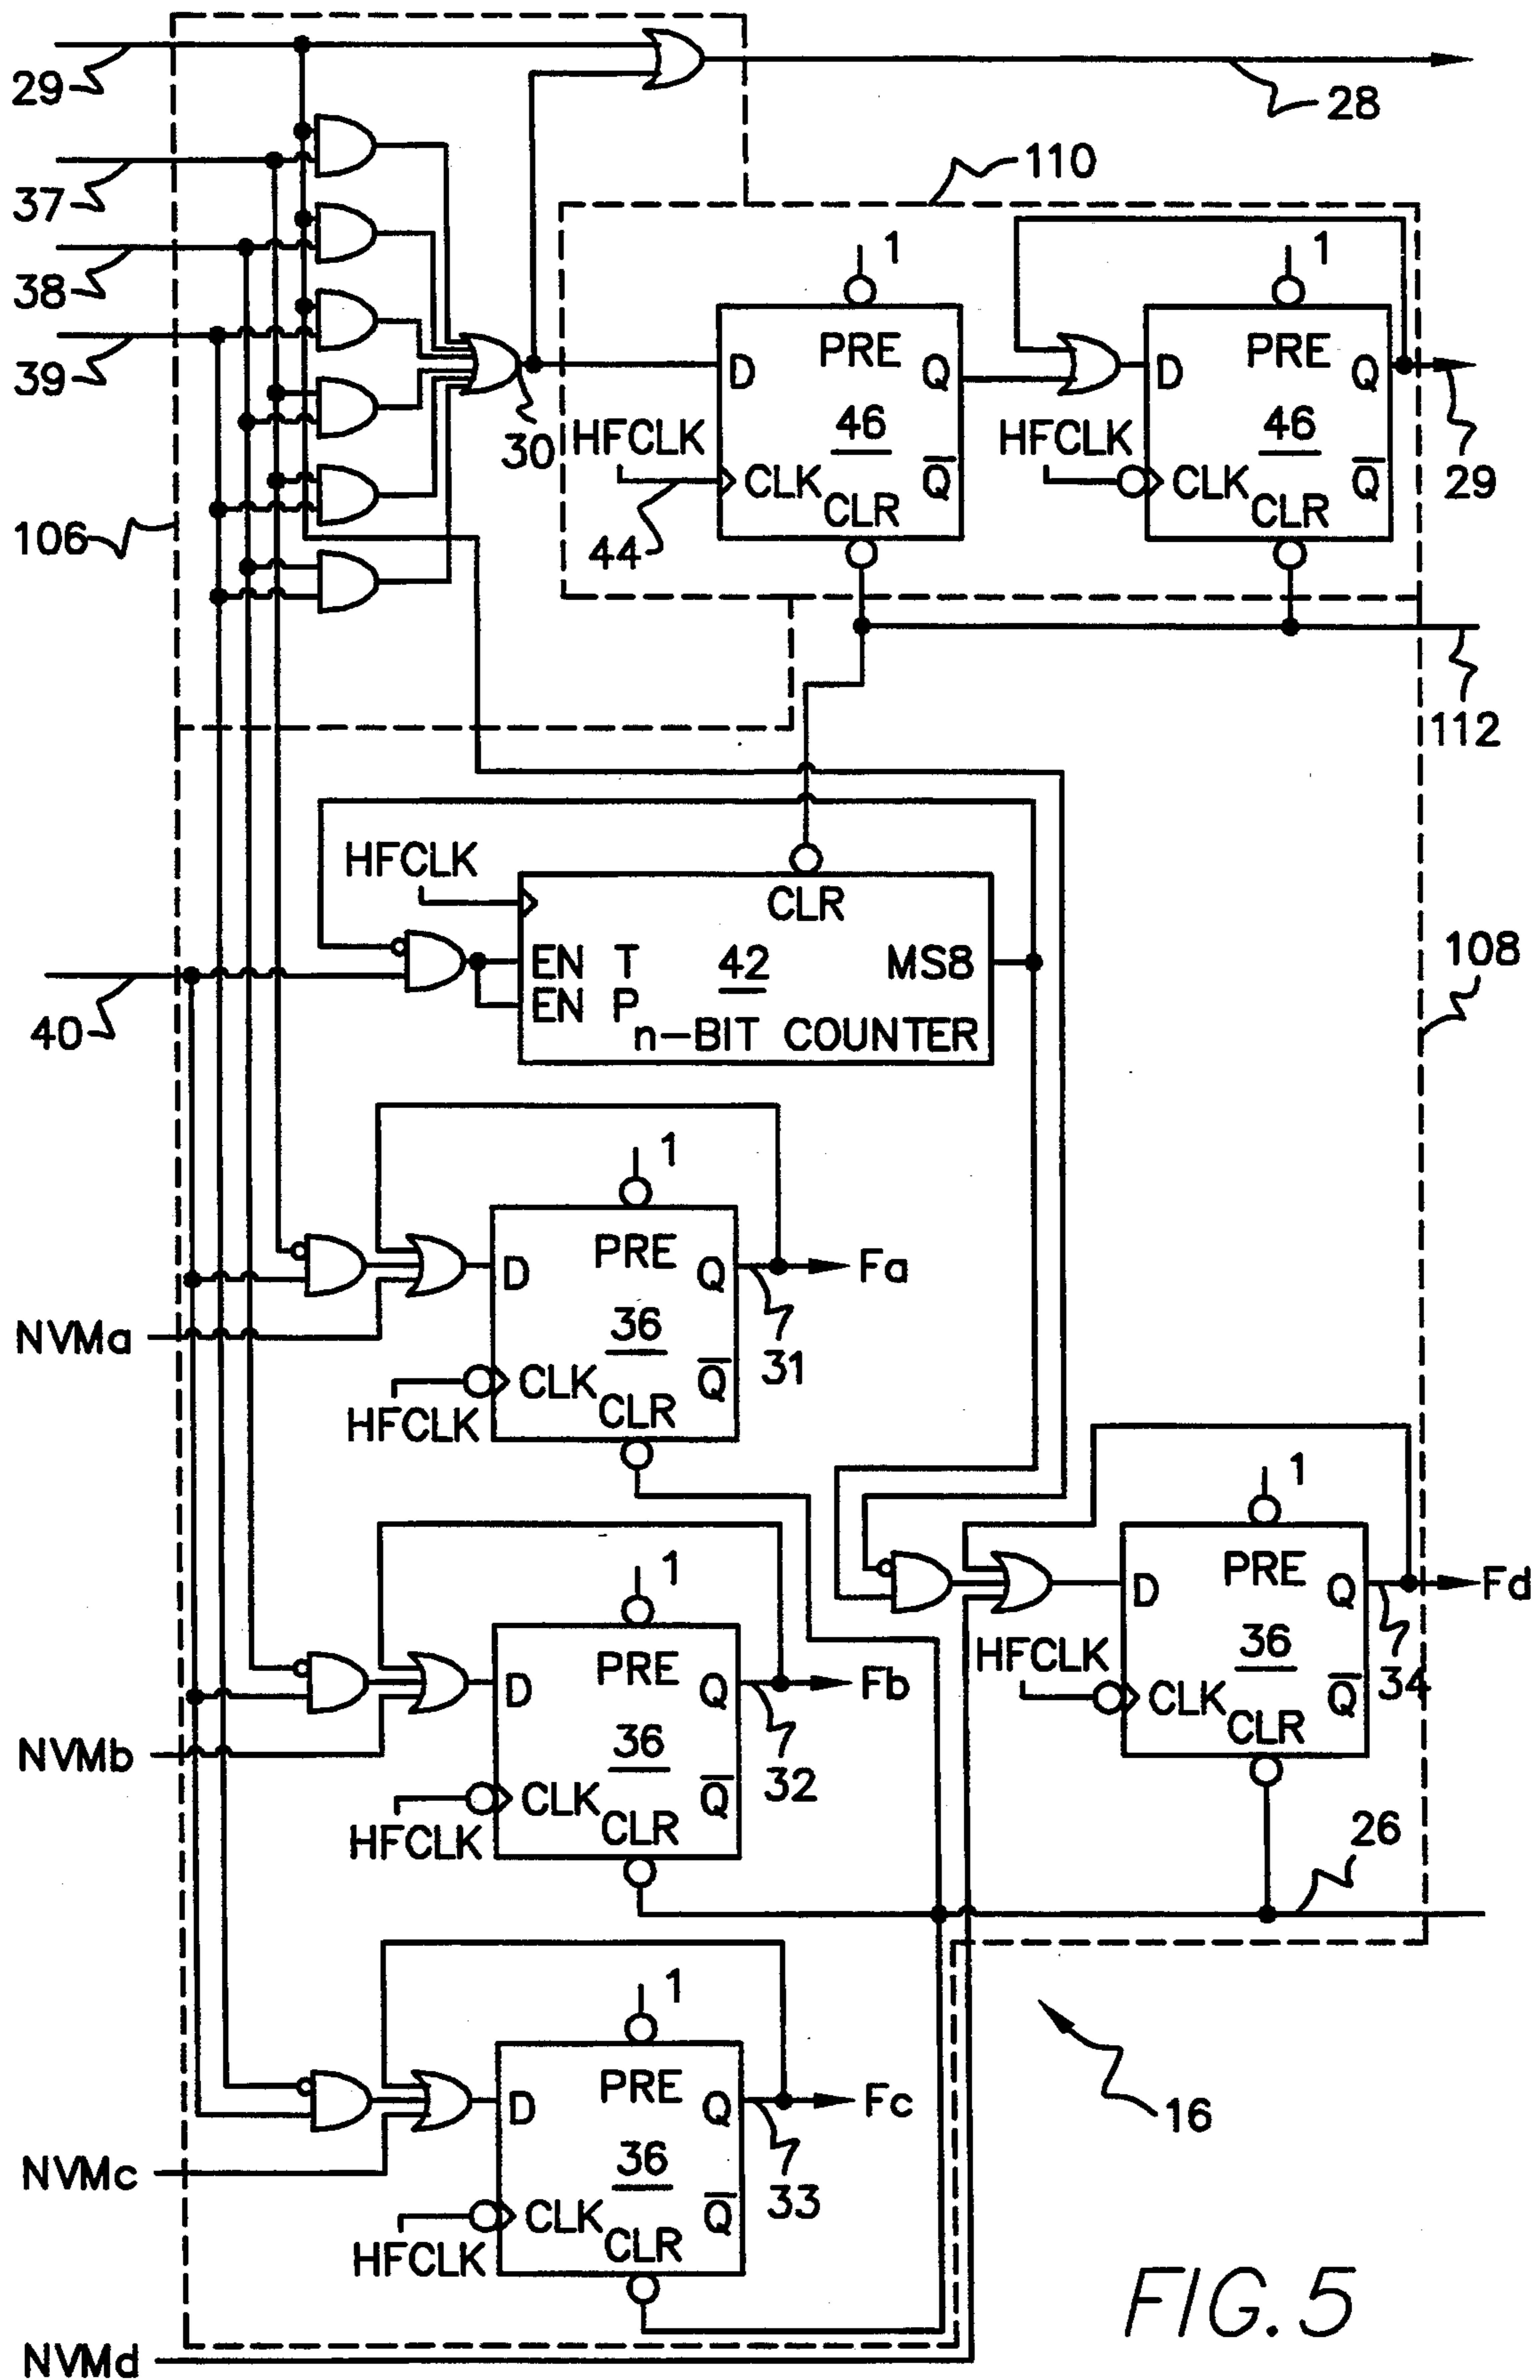 29
28
37
110
38
1
1
39
D
PRE
Q
D
PRE
Q
30
HFCLK
46
HFCLK
46
CLK
Q̅
CLK
Q̅
29
106
44
CLR
CLR
112
HFCLK
CLR
EN T
42
MS8
108
40
EN P
n-BIT COUNTER
1
PRE
D
Q
Fa
NVMa
36
31
CLK
Q̅
HFCLK
CLR
1
1
PRE
D
Q
Fd
PRE
D
Q
Fb
HFCLK
36
34
CLK
Q̅
CLR
NVMb
36
32
CLK
Q̅
HFCLK
CLR
26
1
PRE
D
Q
Fc
16
NVMc
36
33
CLK
Q̅
HFCLK
CLR
FIG. 5
NVMd